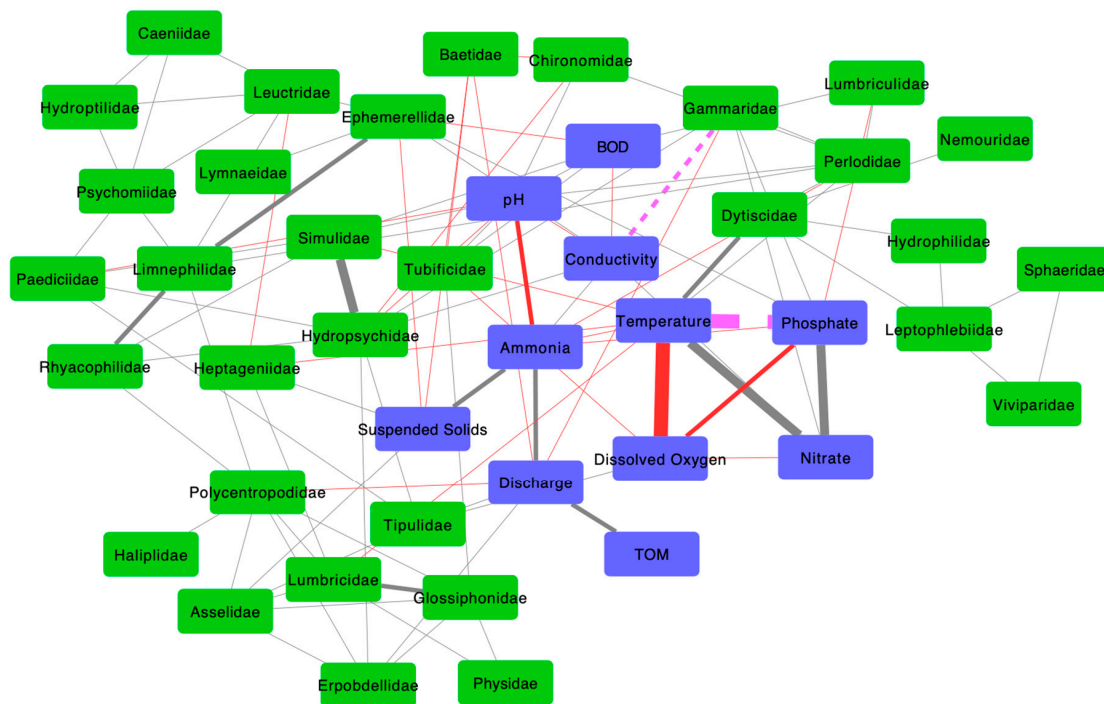 Caeniidae
Baetidae
Chironomidae
Lumbriculidae
Hydroptilidae
Leuctridae
Gammaridae
Ephemerellidae
Nemouridae
BOD
Perlodidae
Lymnaeidae
Psychomiidae
pH
Dytiscidae
Simulidae
Hydrophilidae
Paediciidae
Limnephilidae
Tubificidae
Conductivity
Sphaeridae
Hydropsychidae
Temperature
Phosphate
Leptophlebiidae
Ammonia
Rhyacophilidae
Heptageniidae
Viviparidae
Suspended Solids
Dissolved Oxygen
Nitrate
Polycentropodidae
Discharge
Tipulidae
Haliplidae
TOM
Lumbricidae
Glossiphonidae
Asselidae
Erpobdellidae
Physidae